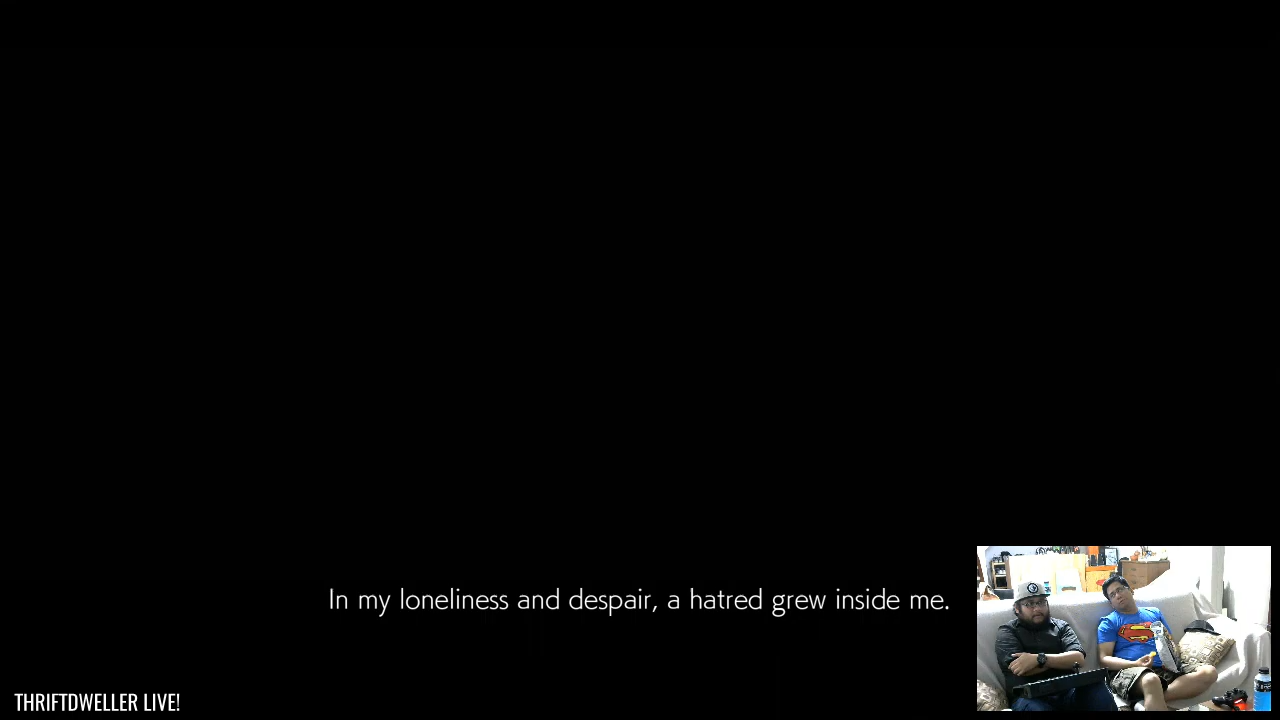 In my loneliness and despair, a hatred grew inside me.
THRIFTDWELLER LIVE!